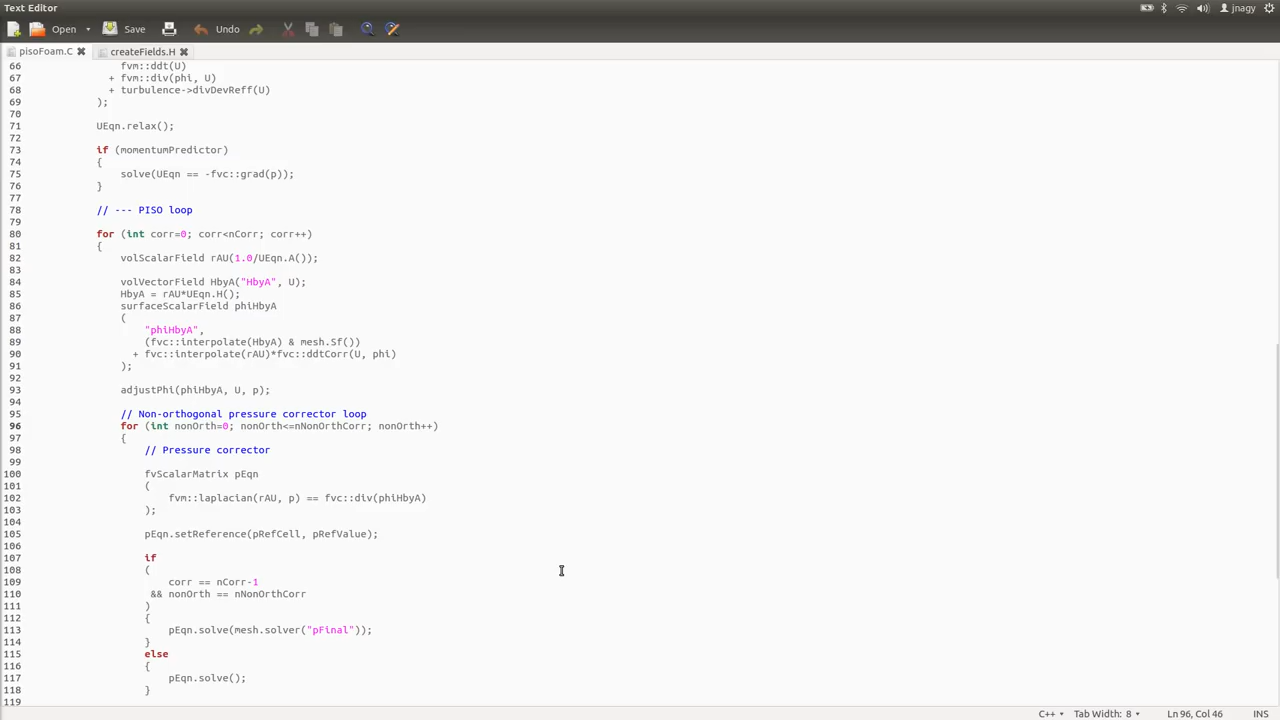 Text Editor
jnagy
Open Save Undo
pisoFoam.C createFields.H
66 fvm::ddt(U)
67 + fvm::div(phi, U)
68 + turbulence->divDevReff(U)
69 );
70
71 UEqn.relax();
72
73 if (momentumPredictor)
74 {
75 solve(UEqn == -fvc::grad(p));
76 }
77
78 // --- PISO loop
79
80 for (int corr=0; corr<nCorr; corr++)
81 {
82 volScalarField rAU(1.0/UEqn.A());
83
84 volVectorField HbyA("HbyA", U);
85 HbyA = rAU*UEqn.H();
86 surfaceScalarField phiHbyA
87 (
88 "phiHbyA",
89 (fvc::interpolate(HbyA) & mesh.Sf())
90 + fvc::interpolate(rAU)*fvc::ddtCorr(U, phi)
91 );
92
93 adjustPhi(phiHbyA, U, p);
94
95 // Non-orthogonal pressure corrector loop
96 for (int nonOrth=0; nonOrth<=nNonOrthCorr; nonOrth++)
97 {
98 // Pressure corrector
99
100 fvScalarMatrix pEqn
101 (
102 fvm::laplacian(rAU, p) == fvc::div(phiHbyA)
103 );
104
105 pEqn.setReference(pRefCell, pRefValue);
106
107 if
108 (
109 corr == nCorr-1
110 && nonOrth == nNonOrthCorr
111 )
112 {
113 pEqn.solve(mesh.solver("pFinal"));
114 }
115 else
116 {
117 pEqn.solve();
118 }
119
C++ Tab Width: 8 Ln 96, Col 46 INS